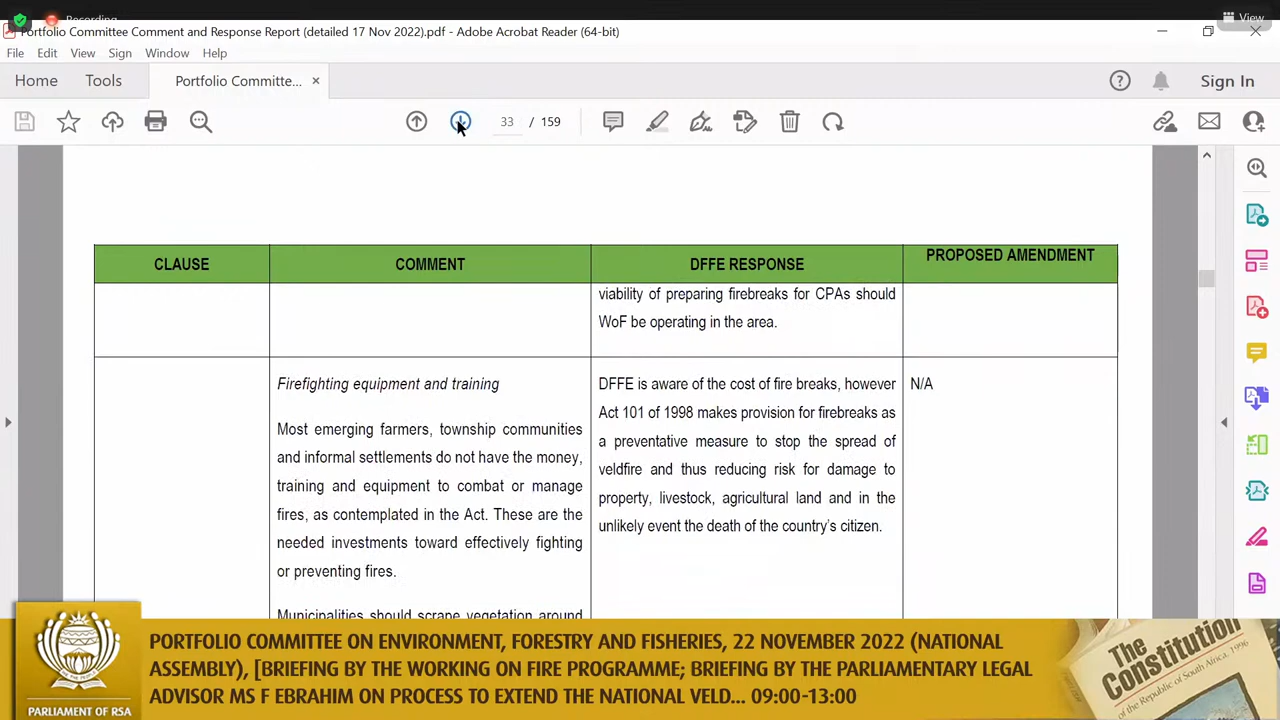 Recording
View
Portfolio Committee Comment and Response Report (detailed 17 Nov 2022).pdf - Adobe Acrobat Reader (64-bit)
File Edit View Sign Window Help
Home Tools Portfolio Committe... × Sign In
33 / 159
CLAUSE COMMENT DFFE RESPONSE PROPOSED AMENDMENT
viability of preparing firebreaks for CPAs should
WoF be operating in the area.
Firefighting equipment and training
Most emerging farmers, township communities
and informal settlements do not have the money,
training and equipment to combat or manage
fires, as contemplated in the Act. These are the
needed investments toward effectively fighting
or preventing fires.
Municipalities should scrape vegetation around
DFFE is aware of the cost of fire breaks, however
Act 101 of 1998 makes provision for firebreaks as
a preventative measure to stop the spread of
veldfire and thus reducing risk for damage to
property, livestock, agricultural land and in the
unlikely event the death of the country's citizen.
N/A
PORTFOLIO COMMITTEE ON ENVIRONMENT, FORESTRY AND FISHERIES, 22 NOVEMBER 2022 (NATIONAL
ASSEMBLY), [BRIEFING BY THE WORKING ON FIRE PROGRAMME; BRIEFING BY THE PARLIAMENTARY LEGAL
ADVISOR MS F EBRAHIM ON PROCESS TO EXTEND THE NATIONAL VELD... 09:00-13:00
PARLIAMENT OF RSA
The
Constitution
of the Republic of South Africa, 1996